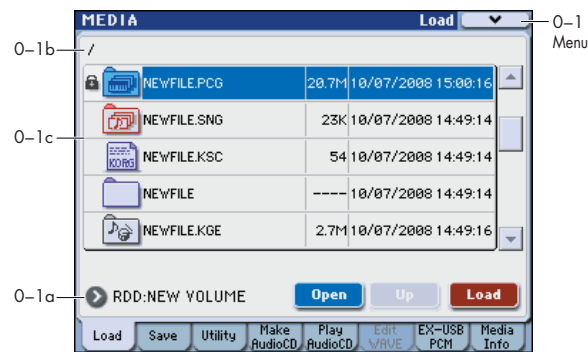 MEDIA Load 0–1
Menu
0–1b /
NEWFILE.PCG 20.7M 10/07/2008 15:00:16
NEWFILE.SNG 23K 10/07/2008 14:49:14
0–1c
KORG NEWFILE.KSC 54 10/07/2008 14:49:14
NEWFILE ---- 10/07/2008 14:49:14
NEWFILE.KGE 2.7M 10/07/2008 14:49:16
0–1a RDD:NEW VOLUME Open Up Load
Load Save Utility Make AudioCD Play AudioCD Edit WAVE EX-USB PCM Media Info